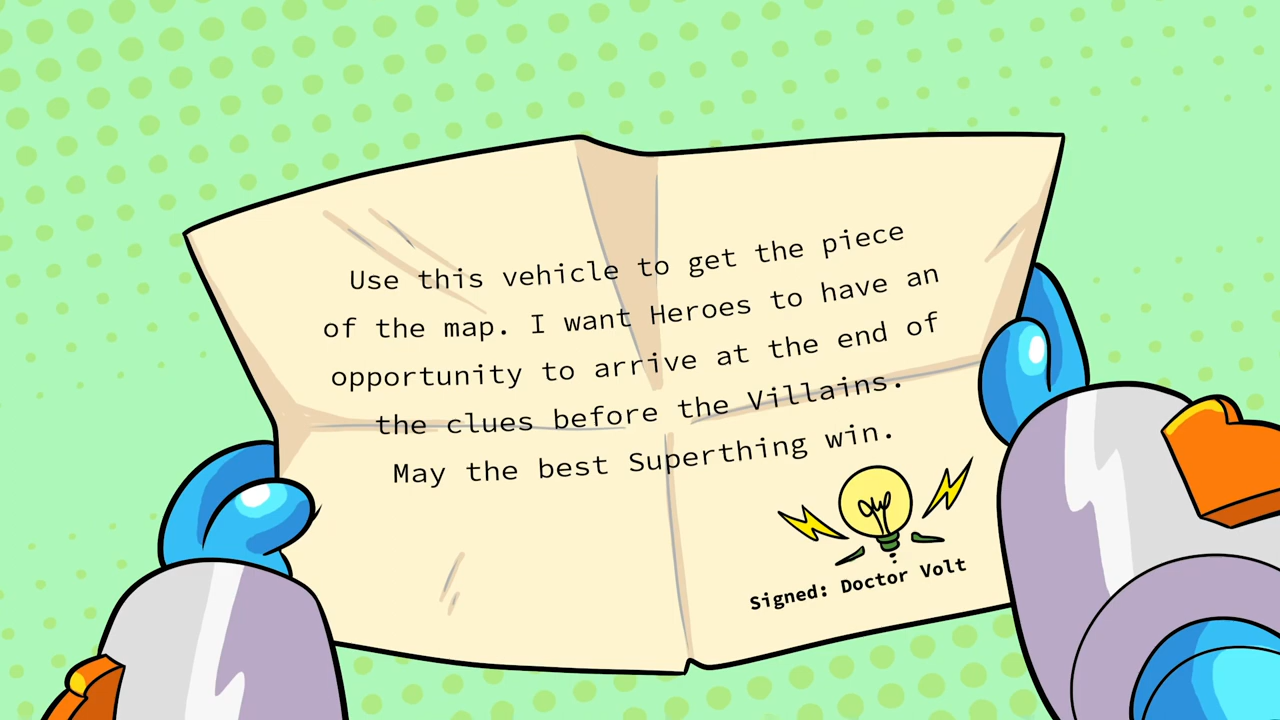 Use this vehicle to get the piece
of the map. I want Heroes to have an
opportunity to arrive at the end of
the clues before the Villains.
May the best Superthing win.
Signed: Doctor Volt